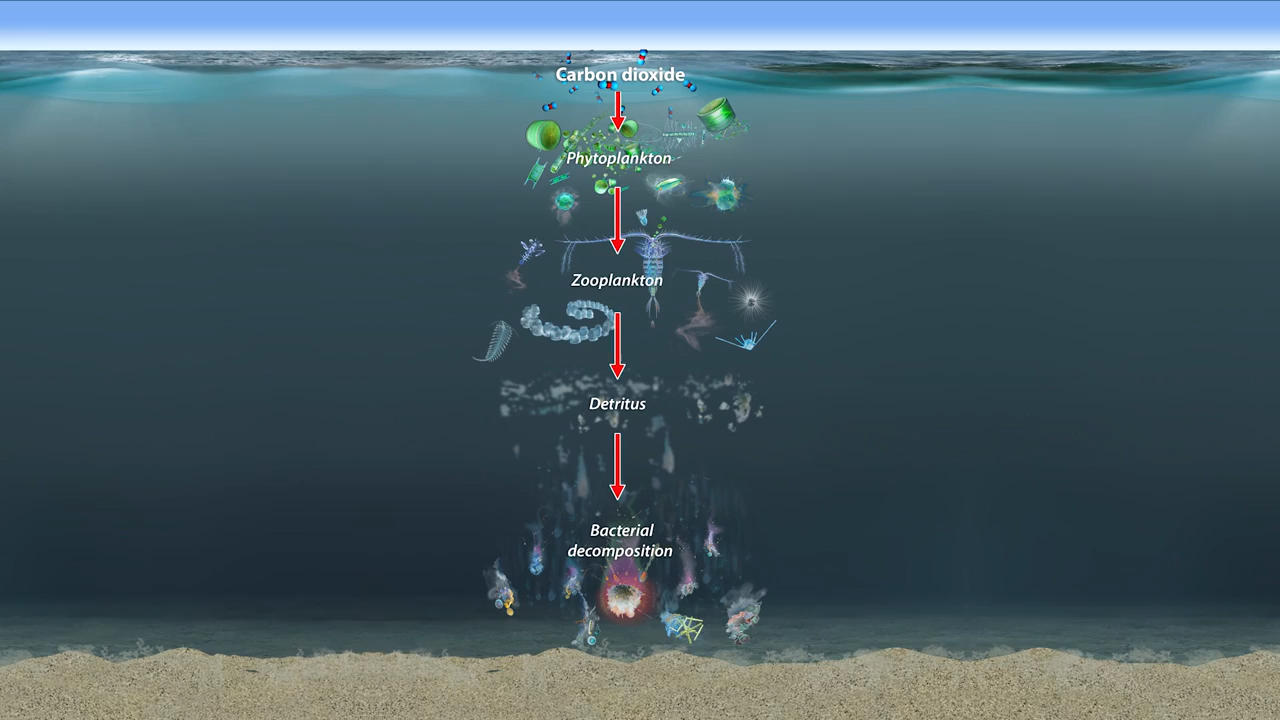 Carbon dioxide
Phytoplankton
Zooplankton
Detritus
Bacterial
decomposition